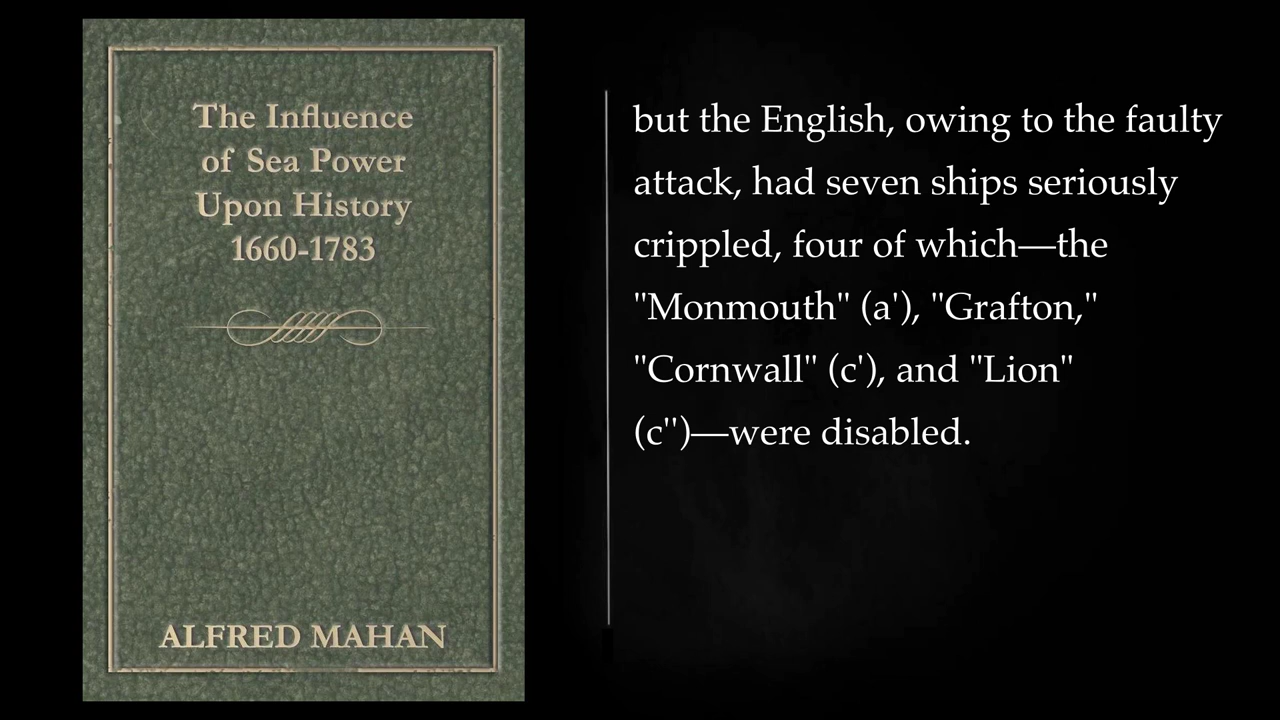 The Influence
of Sea Power
Upon History
1660-1783
ALFRED MAHAN
but the English, owing to the faulty
attack, had seven ships seriously
crippled, four of which—the
"Monmouth" (a'), "Grafton,"
"Cornwall" (c'), and "Lion"
(c'')—were disabled.